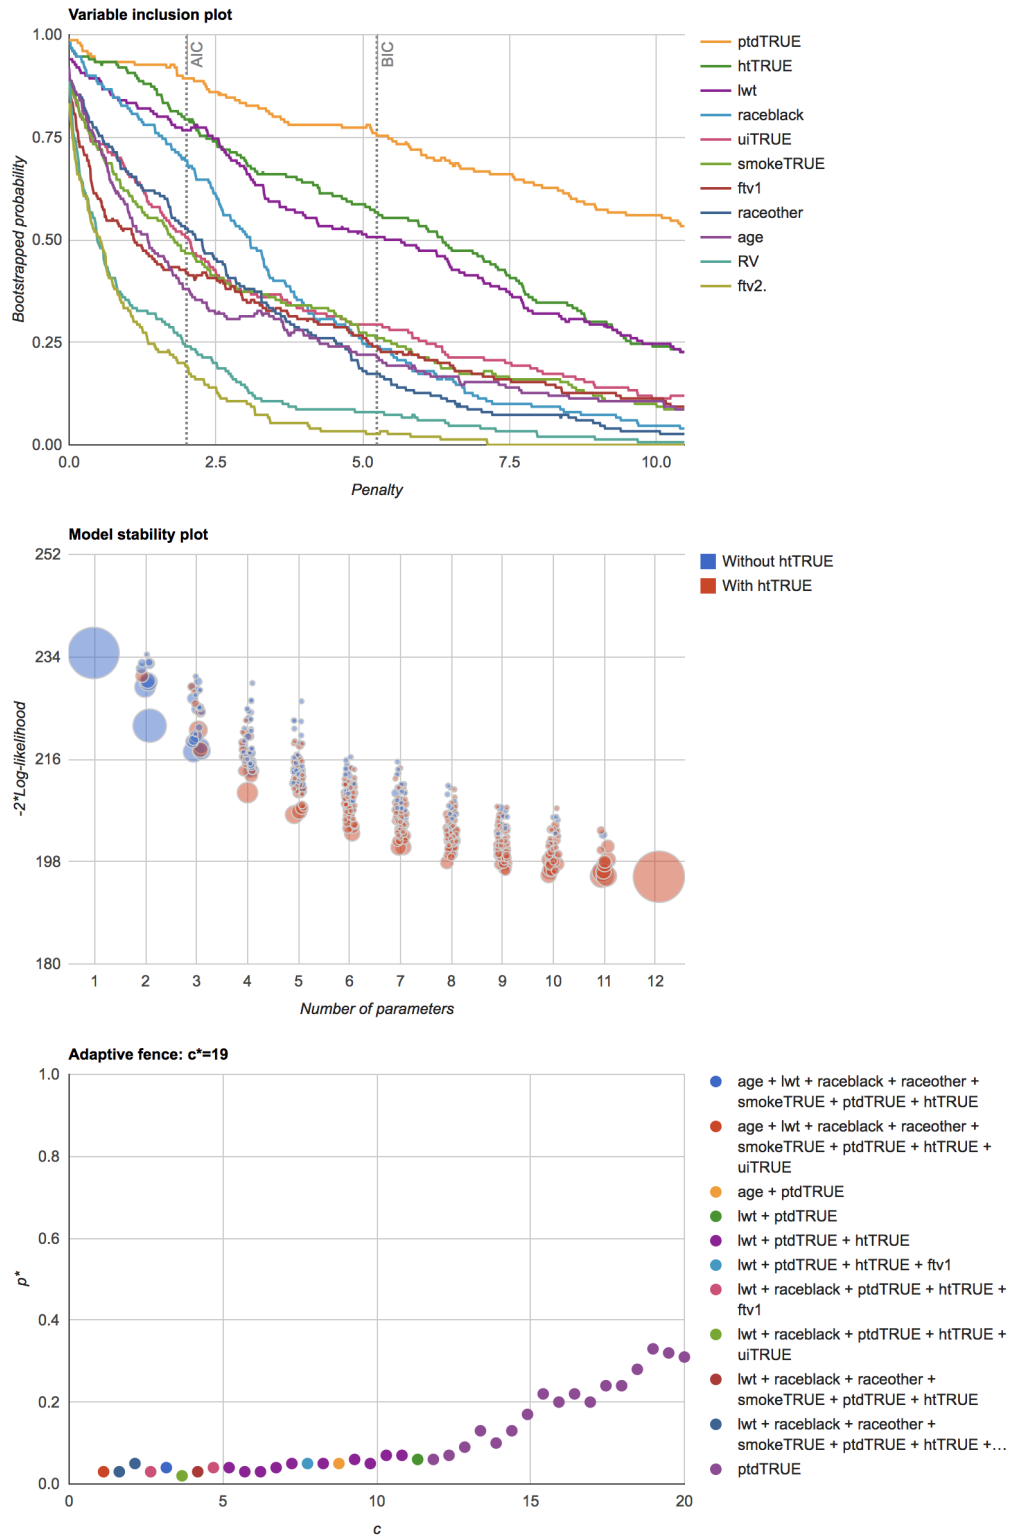 Variable inclusion plot
1.00
0.75
0.50
0.25
0.00
Bootstrapped probability
AIC
BIC
0.0 2.5 5.0 7.5 10.0
Penalty
ptdTRUE
htTRUE
lwt
raceblack
uiTRUE
smokeTRUE
ftv1
raceother
age
RV
ftv2.
Model stability plot
252
234
216
198
180
-2*Log-likelihood
1 2 3 4 5 6 7 8 9 10 11 12
Number of parameters
Without htTRUE
With htTRUE
Adaptive fence: c*=19
1.0
0.8
0.6
0.4
0.2
0.0
p*
0 5 10 15 20
c
age + lwt + raceblack + raceother +
smokeTRUE + ptdTRUE + htTRUE
age + lwt + raceblack + raceother +
smokeTRUE + ptdTRUE + htTRUE +
uiTRUE
age + ptdTRUE
lwt + ptdTRUE
lwt + ptdTRUE + htTRUE
lwt + ptdTRUE + htTRUE + ftv1
lwt + raceblack + ptdTRUE + htTRUE +
ftv1
lwt + raceblack + ptdTRUE + htTRUE +
uiTRUE
lwt + raceblack + raceother +
smokeTRUE + ptdTRUE + htTRUE
lwt + raceblack + raceother +
smokeTRUE + ptdTRUE + htTRUE +...
ptdTRUE